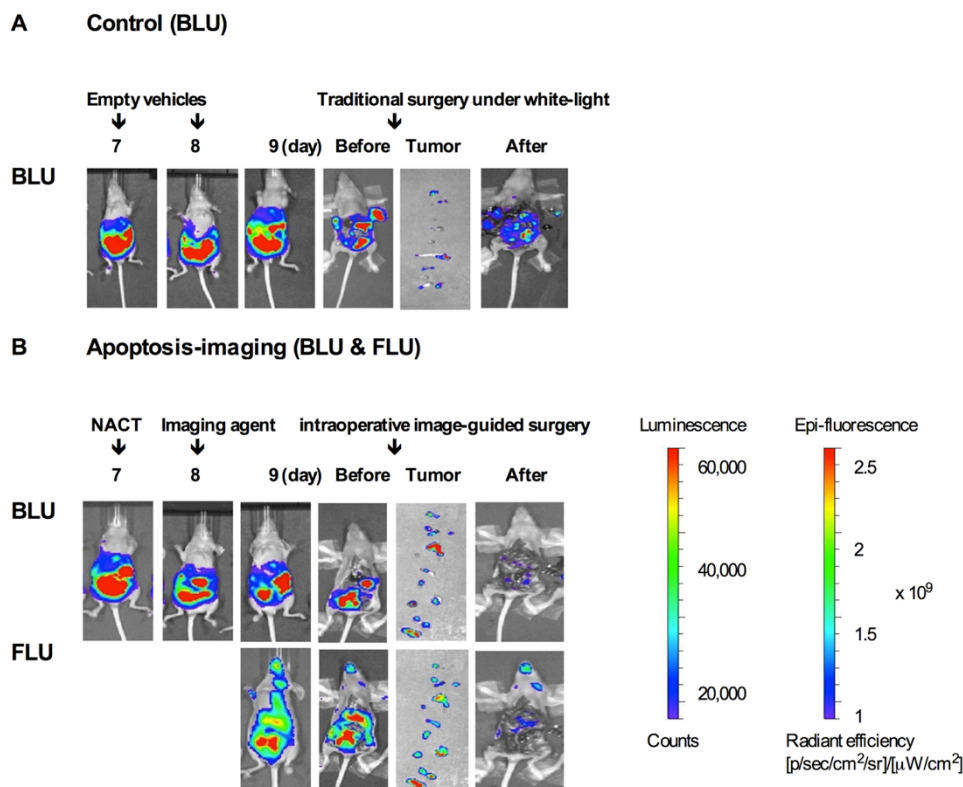 A Control (BLU)
Empty vehicles Traditional surgery under white-light
7 8 9 (day) Before Tumor After
BLU
B Apoptosis-imaging (BLU & FLU)
NACT Imaging agent intraoperative image-guided surgery Luminescence Epi-fluorescence
7 8 9 (day) Before Tumor After
BLU
FLU
60,000
40,000
20,000
Counts
2.5
2
x 10⁹
1.5
1
Radiant efficiency
[p/sec/cm²/sr]/[µW/cm²]